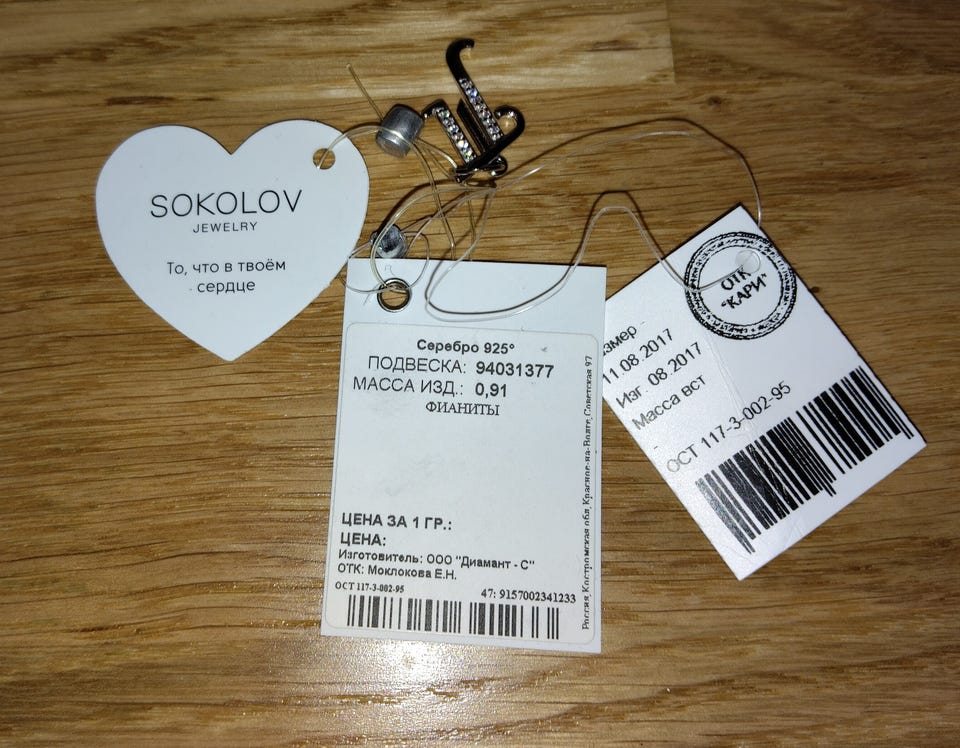 SOKOLOV
JEWELRY
То, что в твоём
сердце
Серебро 925°
ПОДВЕСКА: 94031377
МАССА ИЗД.: 0,91
ФИАНИТЫ
ЦЕНА ЗА 1 ГР.:
ЦЕНА:
Изготовитель: ООО "Диамант - С"
ОТК: Моклокова Е.Н.
ОСТ 117-3-002-95
47: 9157002341233
Россия, Костромская обл, Красное-на-Волге, Советская 97
ОТК
"КАРИ"
змер
11.08.2017
Изг. 08.2017
Масса вст
ОСТ 117-3-002-95